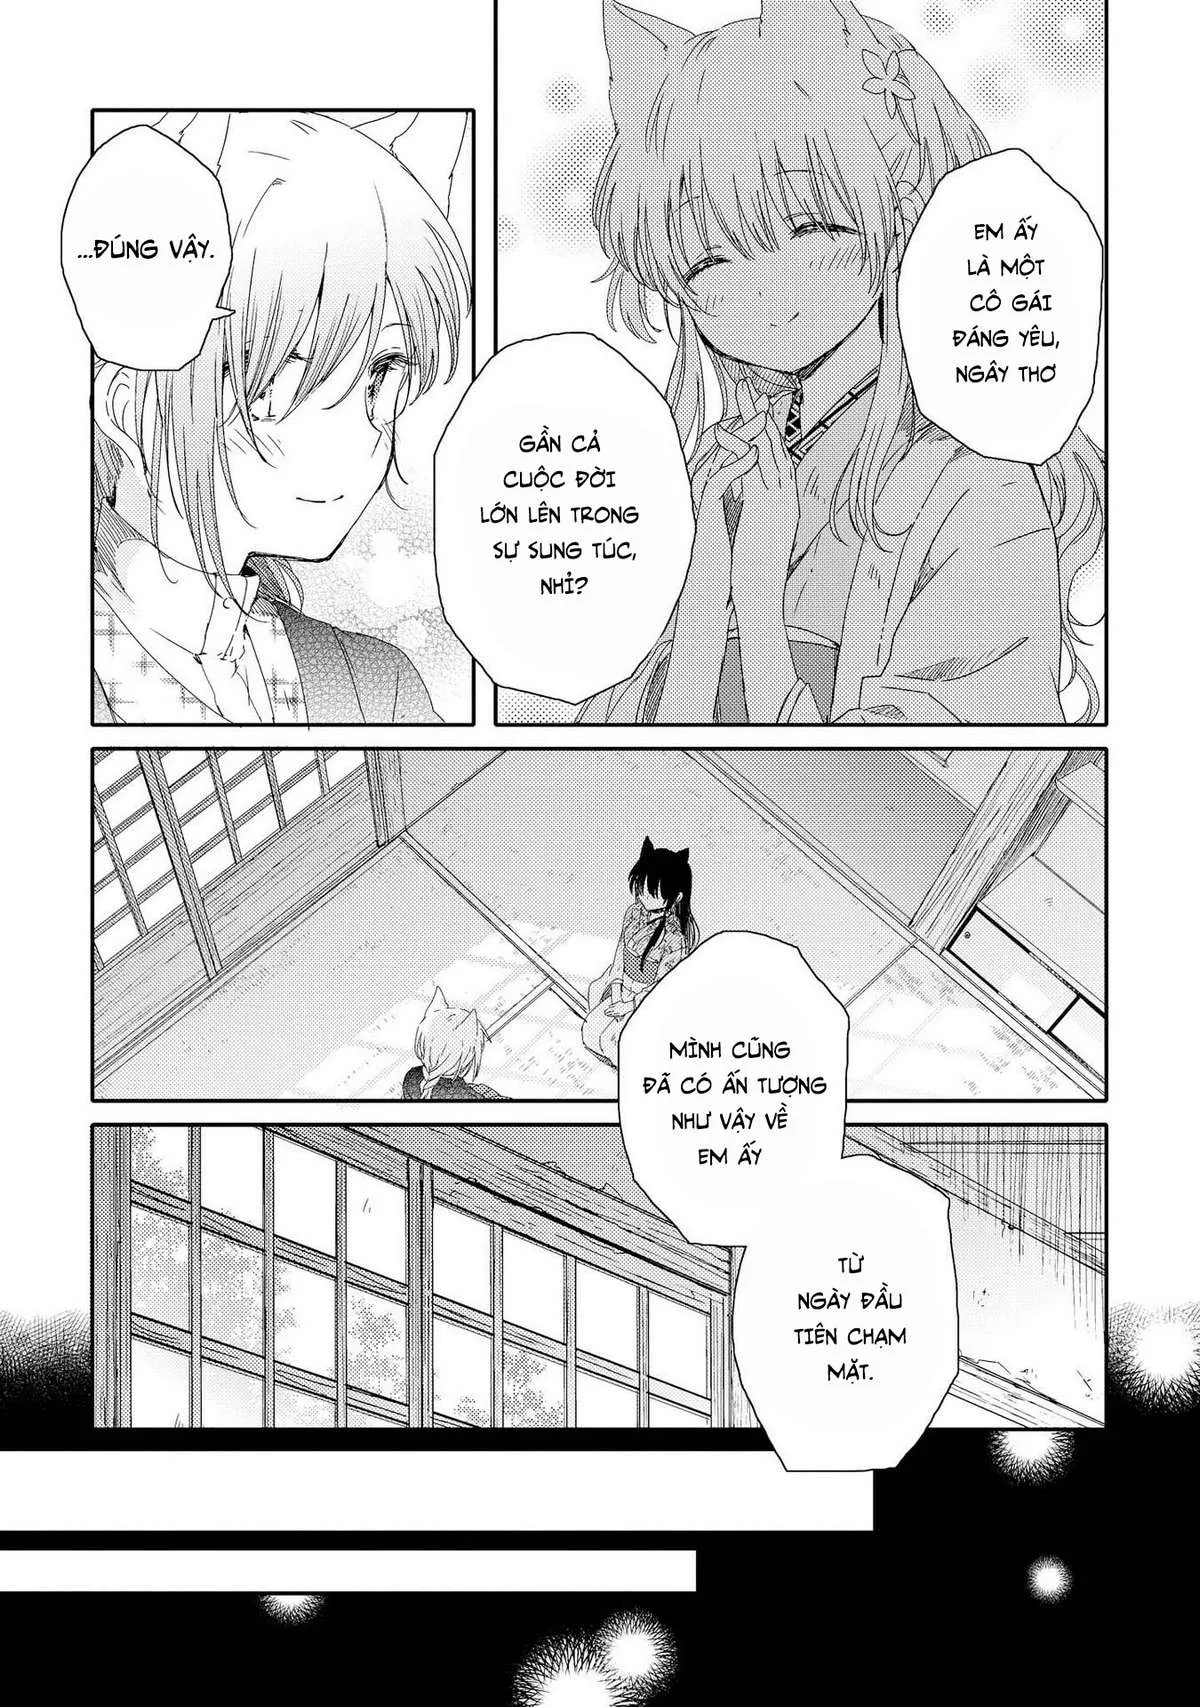 EM ẤY
LÀ MỘT
CÔ GÁI
ĐÁNG YÊU,
NGÂY THƠ
GẦN CẢ
CUỘC ĐỜI
LỚN LÊN TRONG
SỰ SUNG TÚC,
NHỈ?
...ĐÚNG VẬY.
MÌNH CŨNG
ĐÃ CÓ ẤN TƯỢNG
NHƯ VẬY VỀ
EM ẤY
TỪ
NGÀY ĐẦU
TIÊN CHẠM
MẶT.